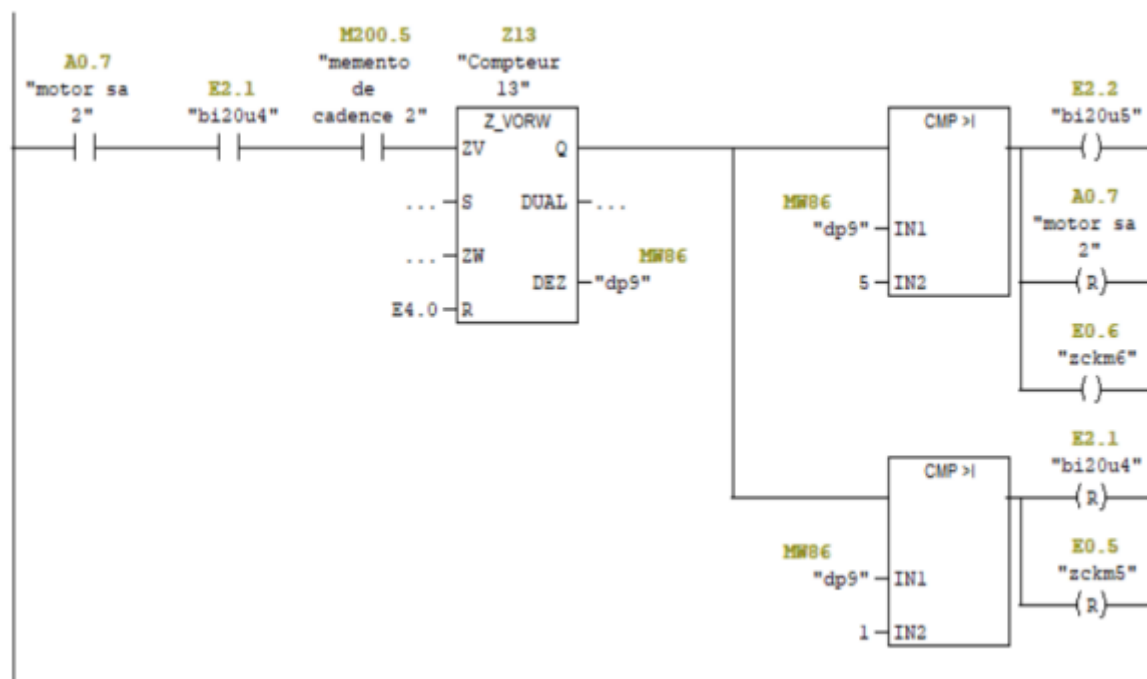 M200.5
Z13
A0.7
"memento
"Compteur
"motor sa
E2.1
de
13"
E2.2
2"
"bi20u4"
cadence 2"
Z_VORW
CMP >I
"bi20u5"
( )
ZV
Q
A0.7
... S
DUAL ...
MW86
"motor sa
"dp9" IN1
2"
... ZW
MW86
DEZ "dp9"
5 IN2
(R)
E4.0 R
E0.6
"zckm6"
( )
E2.1
CMP >I
"bi20u4"
(R)
MW86
E0.5
"dp9" IN1
"zckm5"
(R)
1 IN2